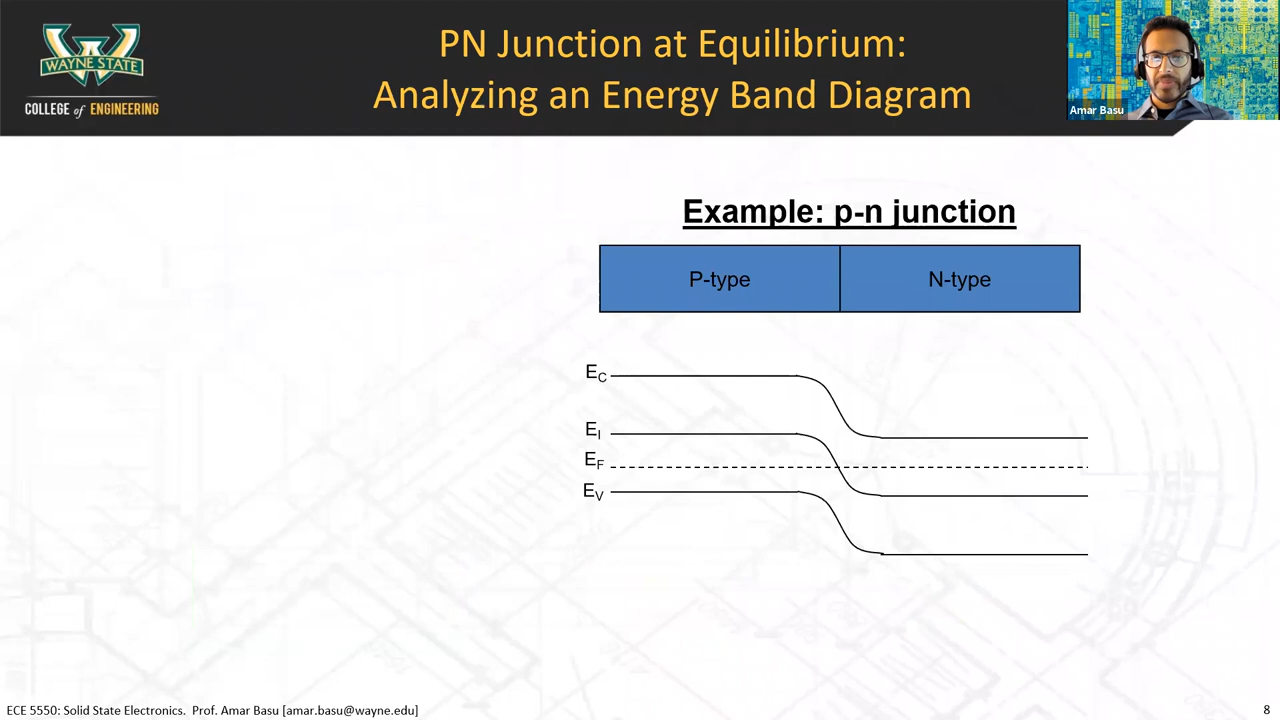 WAYNE STATE
COLLEGE of ENGINEERING
PN Junction at Equilibrium:
Analyzing an Energy Band Diagram
Amar Basu
Example: p-n junction
P-type N-type
E_C
E_I
E_F
E_V
ECE 5550: Solid State Electronics. Prof. Amar Basu [amar.basu@wayne.edu]
8